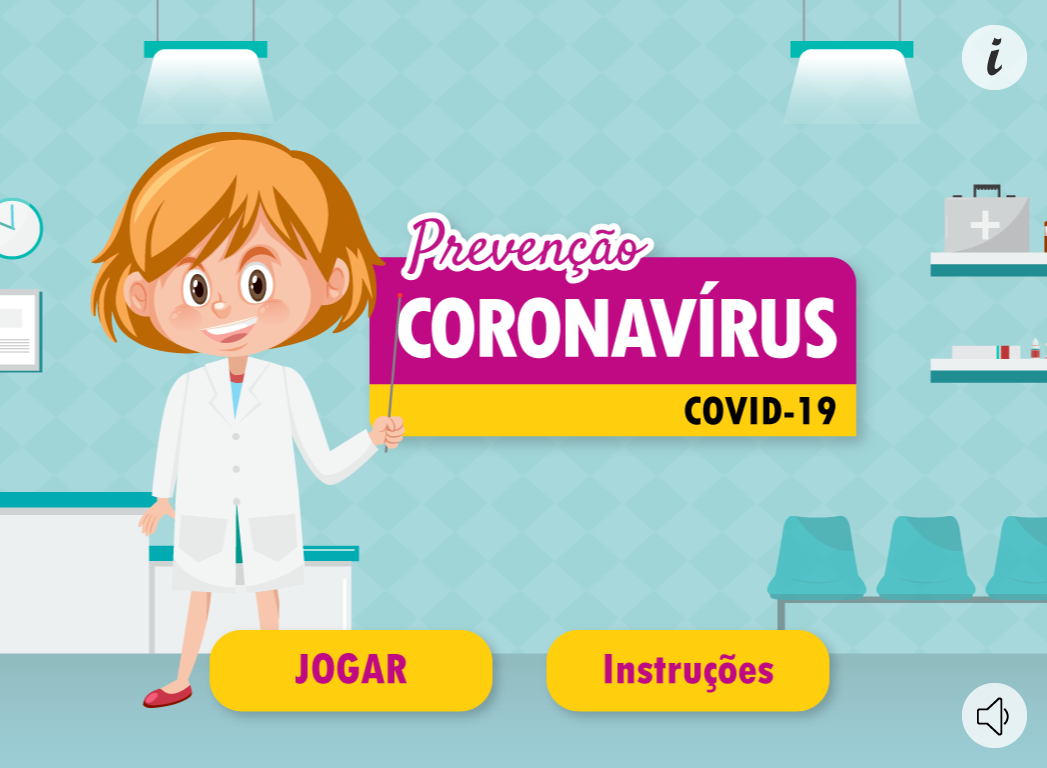 i
Prevenção
CORONAVÍRUS
COVID-19
JOGAR
Instruções